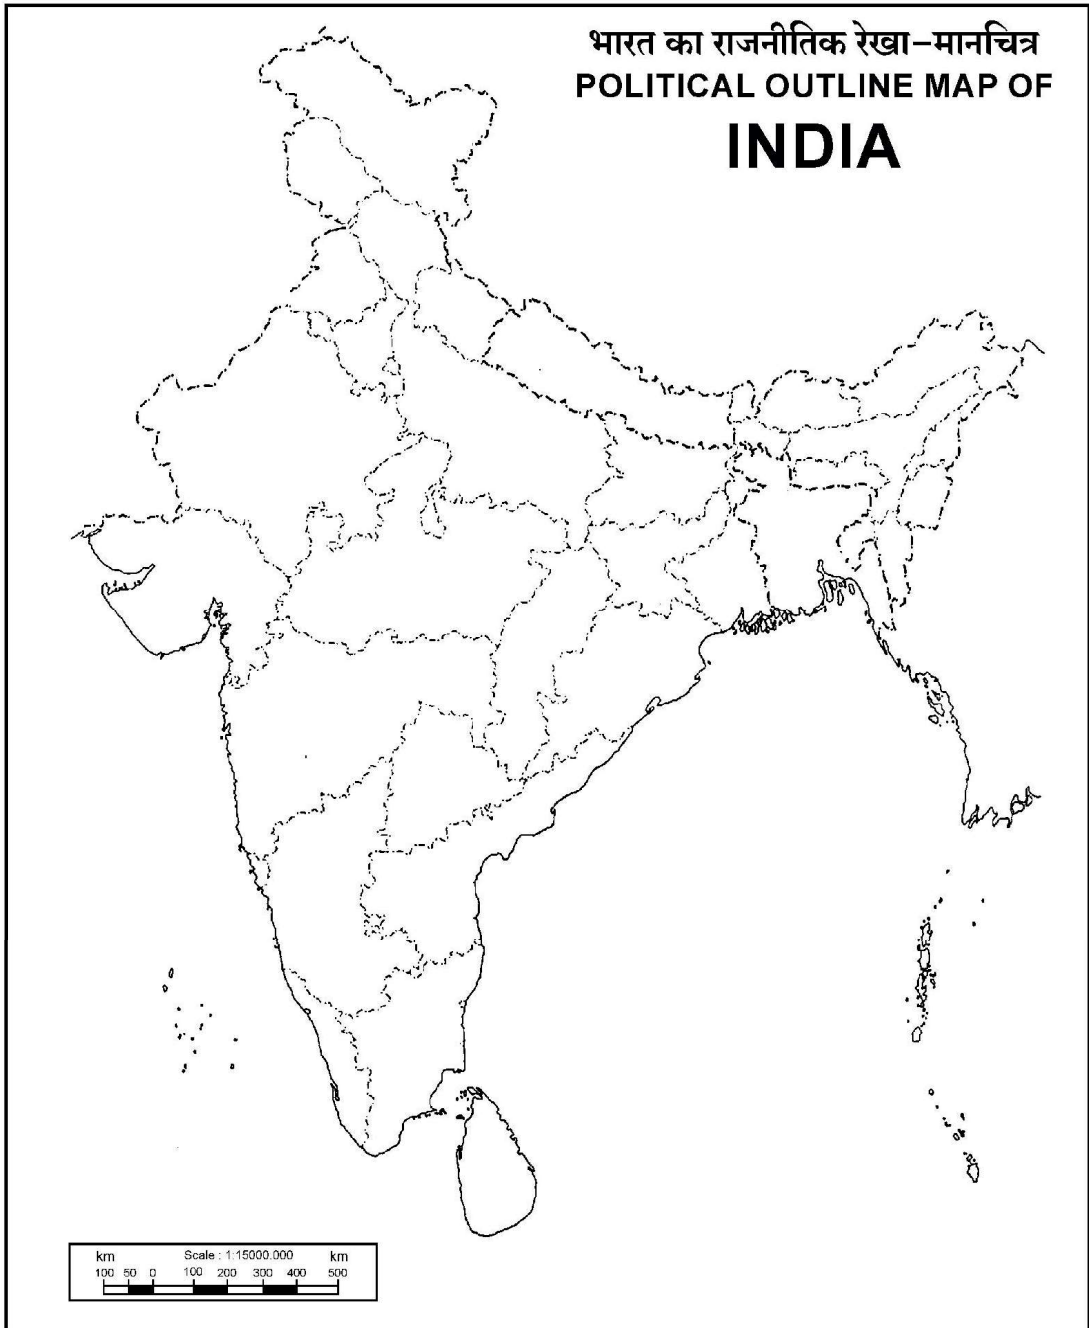 भारत का राजनीतिक रेखा–मानचित्र
POLITICAL OUTLINE MAP OF
INDIA
km Scale : 1:15000.000 km
100 50 0 100 200 300 400 500